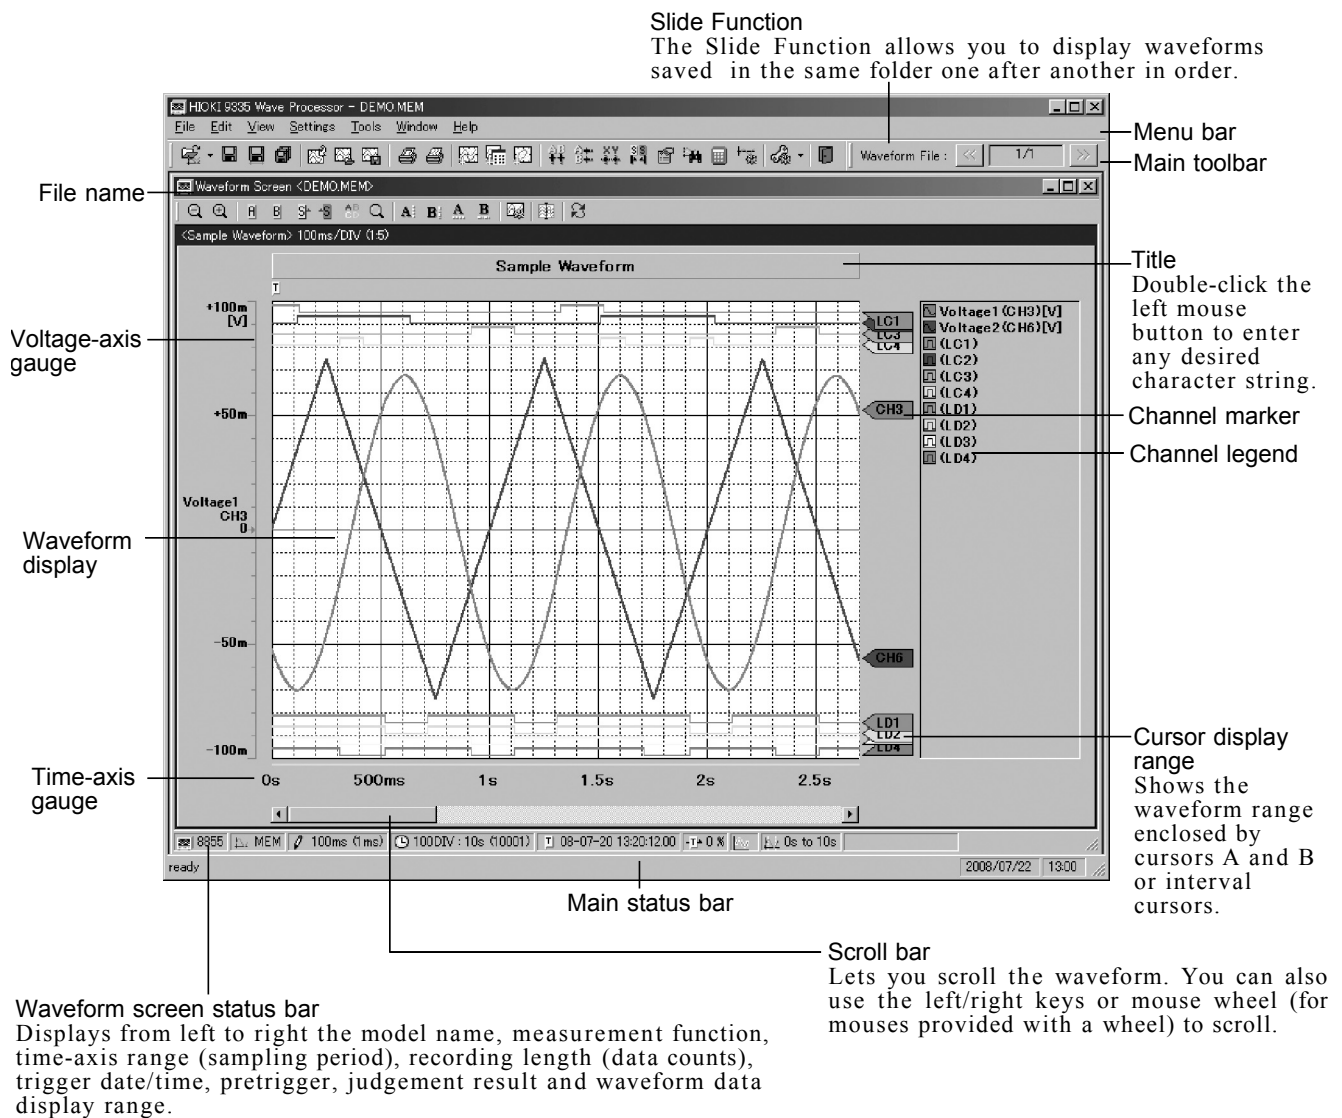 Slide Function
The Slide Function allows you to display waveforms
saved in the same folder one after another in order.
HIOKI 9335 Wave Processor - DEMO.MEM
File Edit View Settings Tools Window Help
Menu bar
Waveform File : << 1/1 >>
Main toolbar
File name
Waveform Screen <DEMO.MEM>
<Sample Waveform> 100ms/DIV (1:5)
Sample Waveform
Title
Double-click the
left mouse
button to enter
any desired
character string.
T
+100m
[V]
Voltage-axis
gauge
LC1
LC3
LC4
Voltage1(CH3)[V]
Voltage2(CH6)[V]
(LC1)
(LC2)
(LC3)
(LC4)
(LD1)
(LD2)
(LD3)
(LD4)
+50m
CH3
Channel marker
Channel legend
Voltage1
CH3
0
Waveform
display
-50m
CH6
LD1
LD2
LD4
-100m
Cursor display
range
Shows the
waveform range
enclosed by
cursors A and B
or interval
cursors.
Time-axis
gauge
0s 500ms 1s 1.5s 2s 2.5s
8855 MEM 100ms (1ms) 100DIV : 10s (10001) T 08-07-20 13:20:12.00 -T- 0 % 0s to 10s
ready 2008/07/22 13:00
Main status bar
Scroll bar
Lets you scroll the waveform. You can also
use the left/right keys or mouse wheel (for
mouses provided with a wheel) to scroll.
Waveform screen status bar
Displays from left to right the model name, measurement function,
time-axis range (sampling period), recording length (data counts),
trigger date/time, pretrigger, judgement result and waveform data
display range.